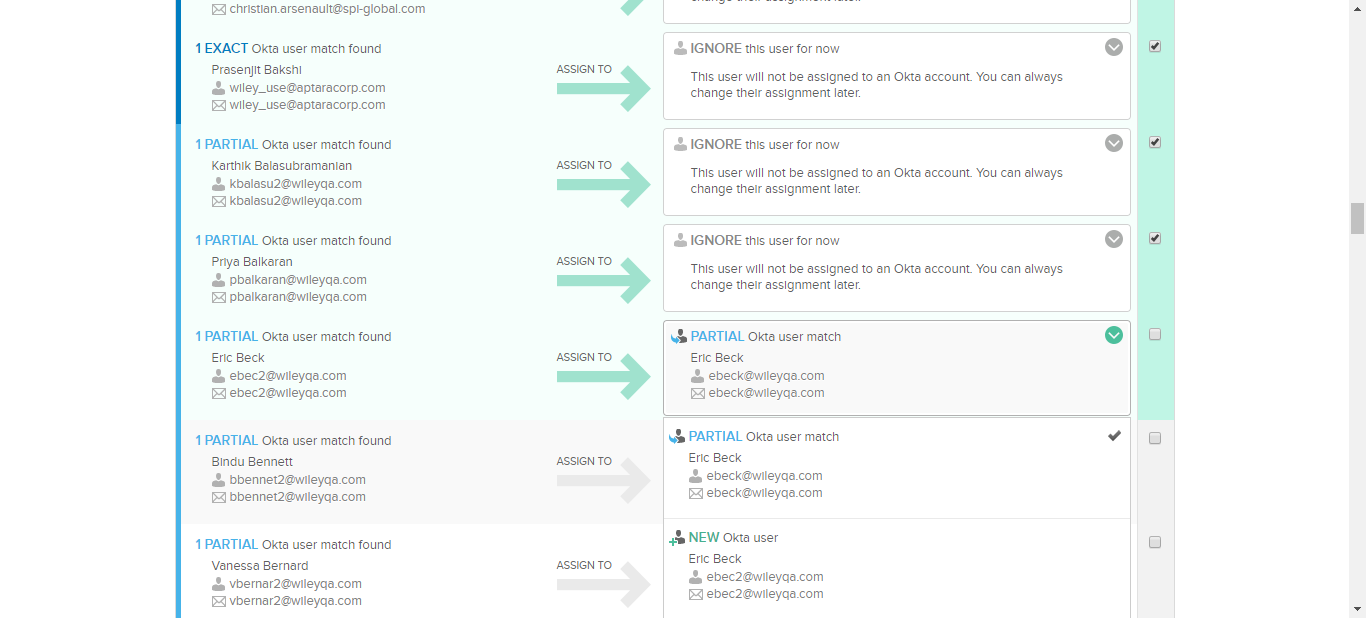 christian.arsenault@spi-global.com
change their assignment later.
1 EXACT Okta user match found
Prasenjit Bakshi
wiley_use@aptaracorp.com
wiley_use@aptaracorp.com
ASSIGN TO
IGNORE this user for now
This user will not be assigned to an Okta account. You can always
change their assignment later.
1 PARTIAL Okta user match found
Karthik Balasubramanian
kbalasu2@wileyqa.com
kbalasu2@wileyqa.com
ASSIGN TO
IGNORE this user for now
This user will not be assigned to an Okta account. You can always
change their assignment later.
1 PARTIAL Okta user match found
Priya Balkaran
pbalkaran@wileyqa.com
pbalkaran@wileyqa.com
ASSIGN TO
IGNORE this user for now
This user will not be assigned to an Okta account. You can always
change their assignment later.
1 PARTIAL Okta user match found
Eric Beck
ebec2@wileyqa.com
ebec2@wileyqa.com
ASSIGN TO
PARTIAL Okta user match
Eric Beck
ebeck@wileyqa.com
ebeck@wileyqa.com
1 PARTIAL Okta user match found
Bindu Bennett
bbennet2@wileyqa.com
bbennet2@wileyqa.com
ASSIGN TO
PARTIAL Okta user match
Eric Beck
ebeck@wileyqa.com
ebeck@wileyqa.com
1 PARTIAL Okta user match found
Vanessa Bernard
vbernar2@wileyqa.com
vbernar2@wileyqa.com
ASSIGN TO
NEW Okta user
Eric Beck
ebec2@wileyqa.com
ebec2@wileyqa.com